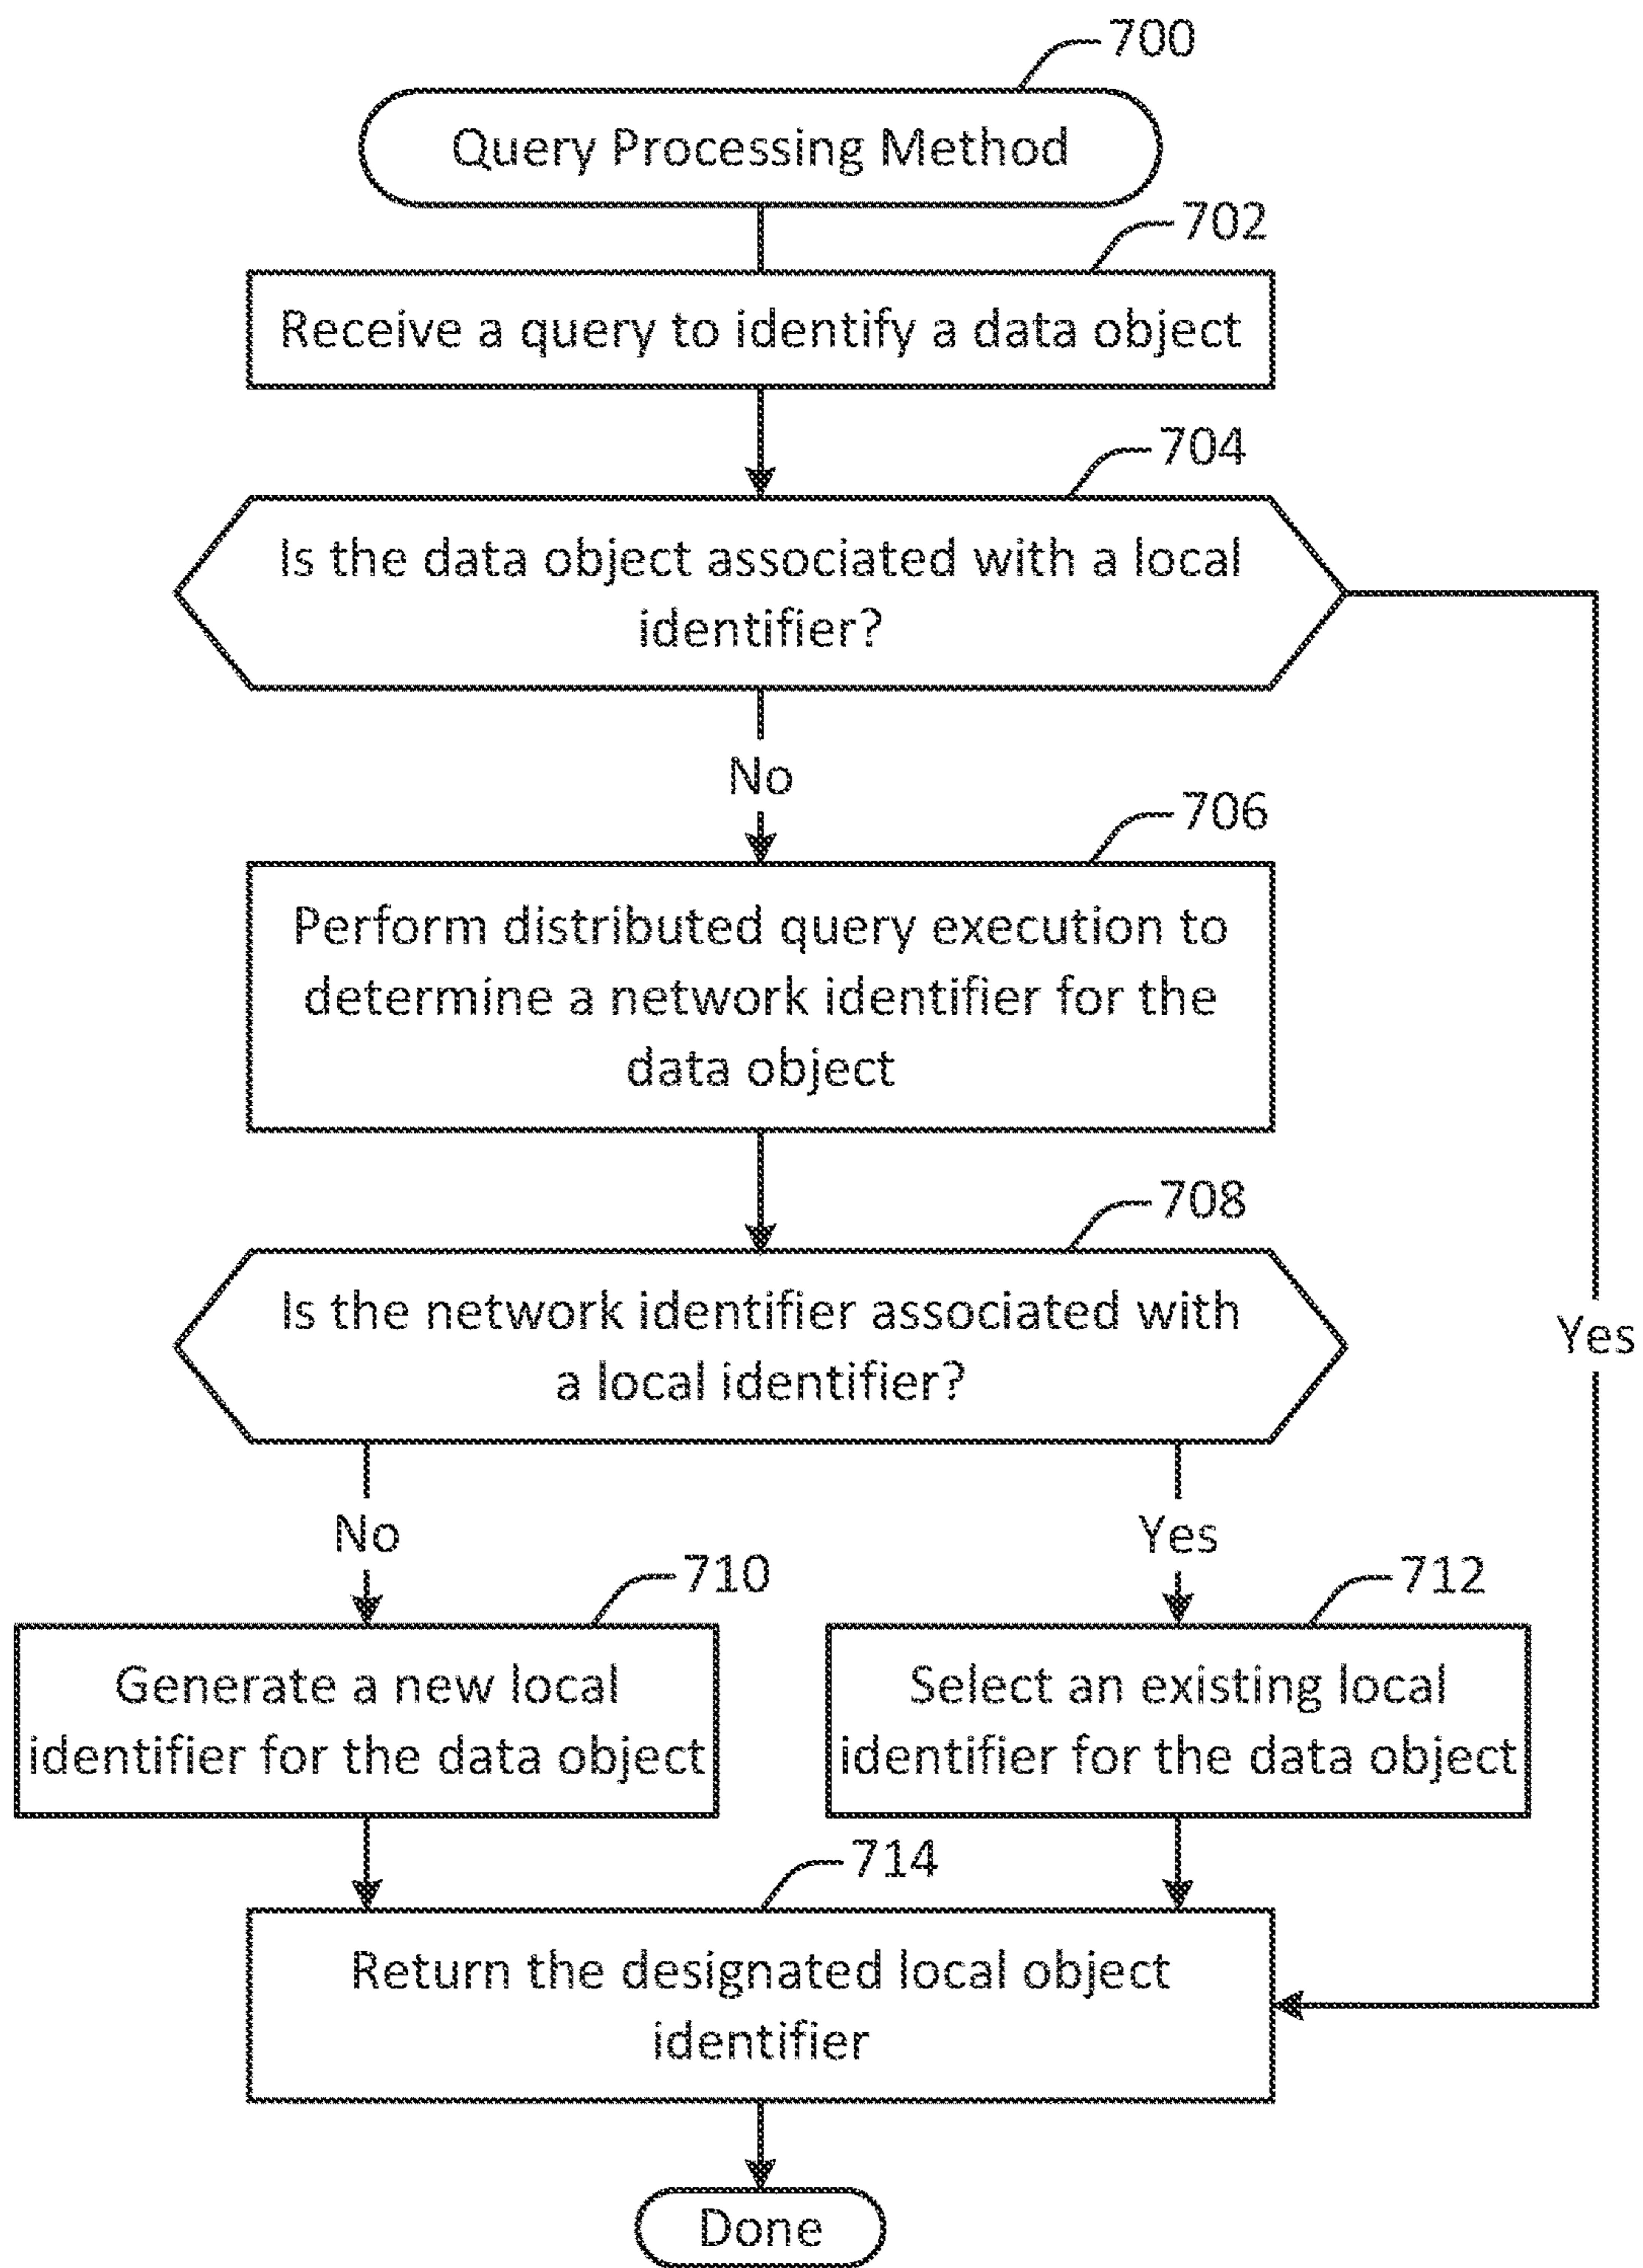 700
Query Processing Method
702
Receive a query to identify a data object
704
Is the data object associated with a local
identifier?
No
706
Perform distributed query execution to
determine a network identifier for the
data object
708
Is the network identifier associated with
a local identifier?
Yes
No
Yes
710
712
Generate a new local
identifier for the data object
Select an existing local
identifier for the data object
714
Return the designated local object
identifier
Done